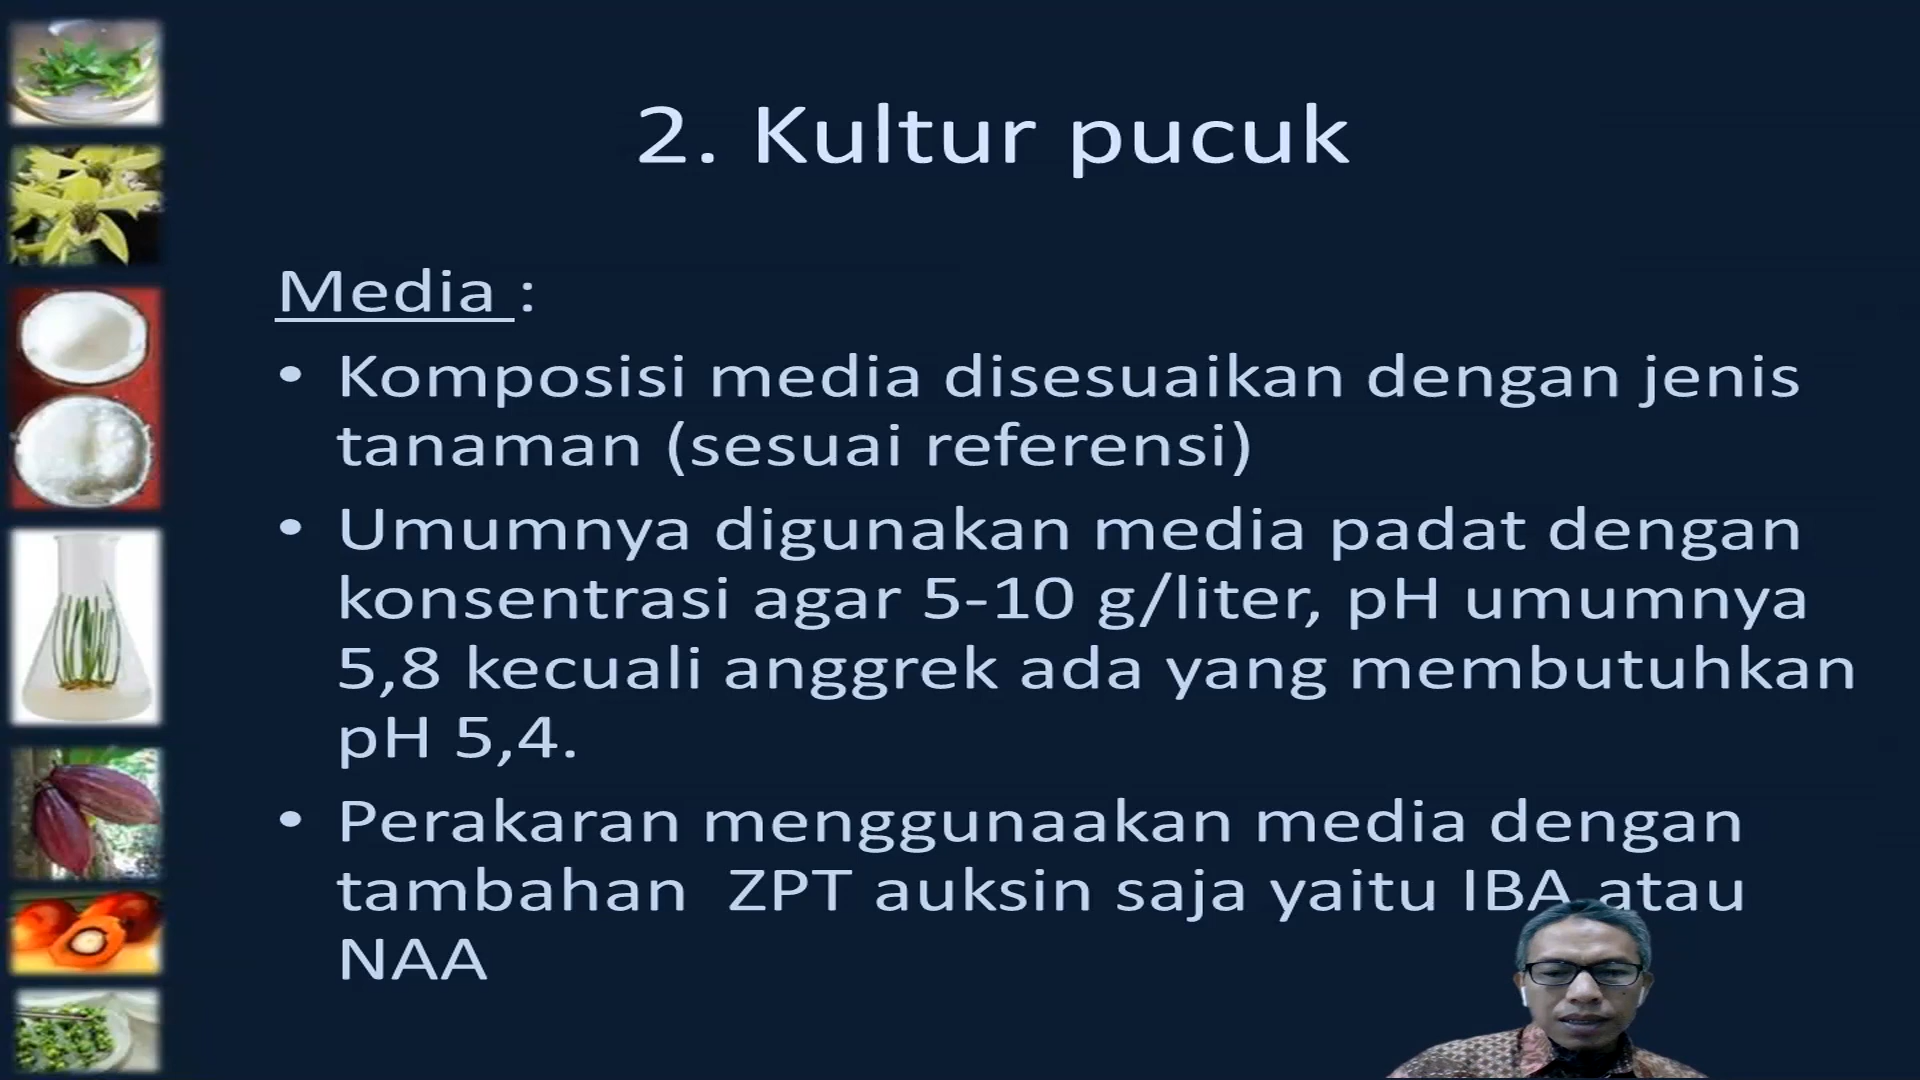 2. Kultur pucuk
Media :
• Komposisi media disesuaikan dengan jenis
tanaman (sesuai referensi)
• Umumnya digunakan media padat dengan
konsentrasi agar 5-10 g/liter, pH umumnya
5,8 kecuali anggrek ada yang membutuhkan
pH 5,4.
• Perakaran menggunaakan media dengan
tambahan  ZPT auksin saja yaitu IBA atau
NAA